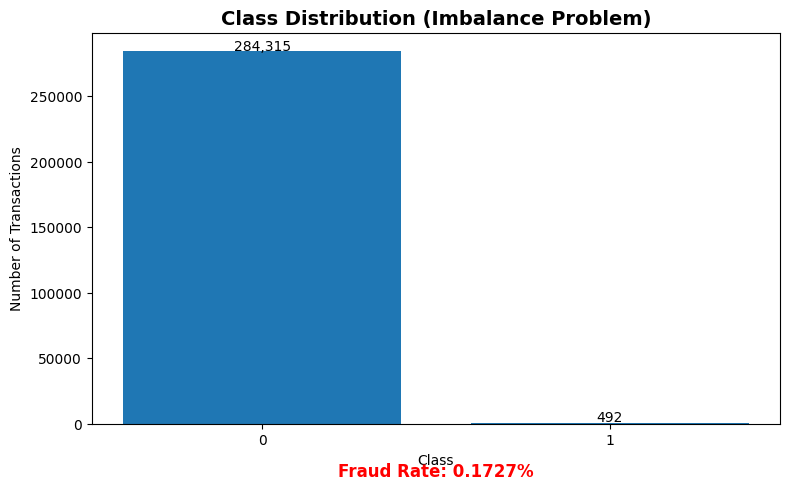 Class Distribution (Imbalance Problem)
284,315
250000
200000
150000
100000
50000
0
Number of Transactions
492
0 1
Class
Fraud Rate: 0.1727%